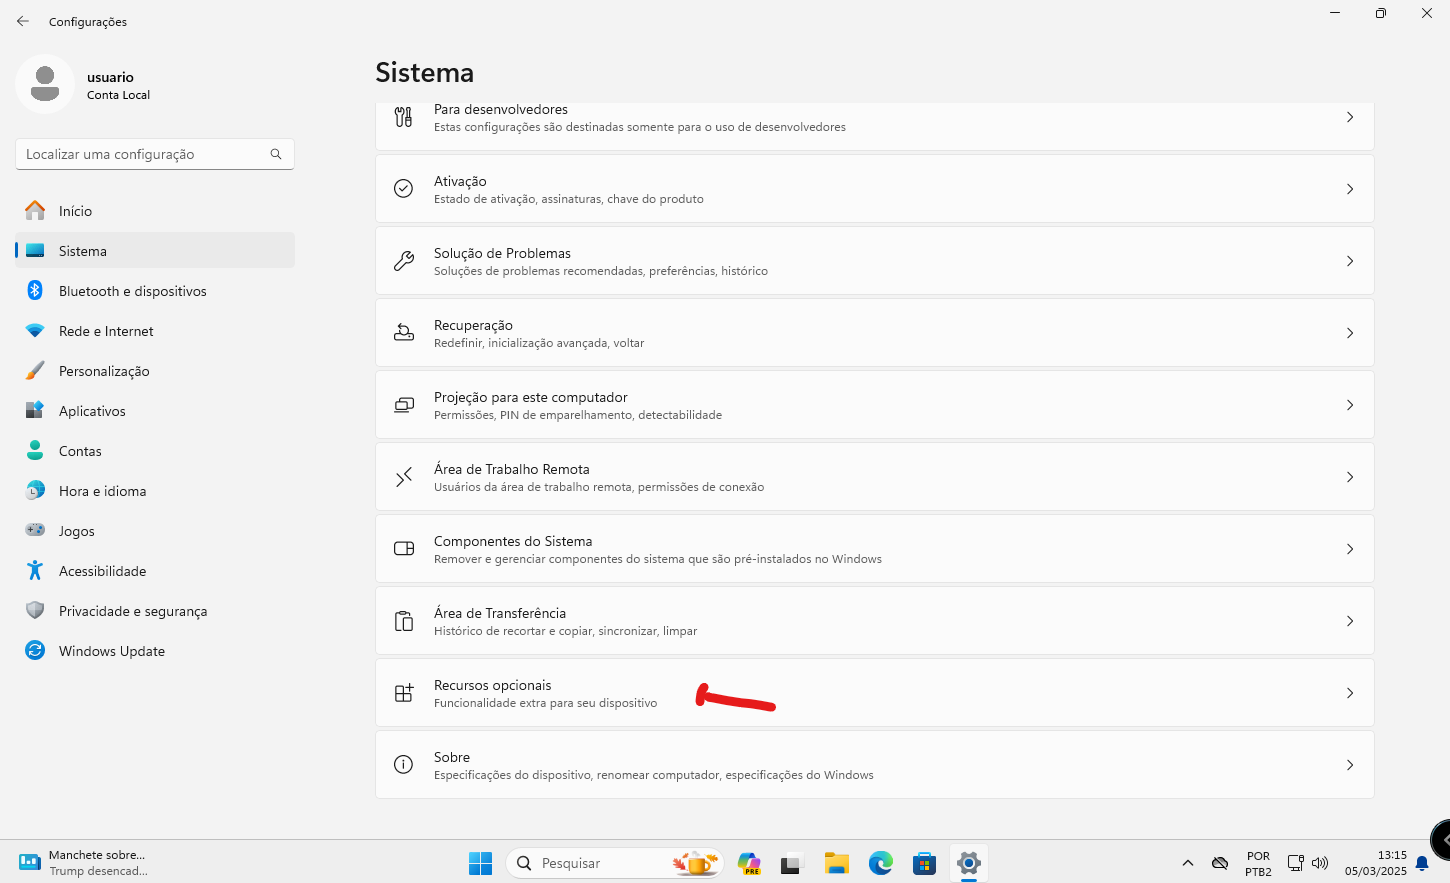 Configurações
usuario
Conta Local
Localizar uma configuração
Início
Sistema
Bluetooth e dispositivos
Rede e Internet
Personalização
Aplicativos
Contas
Hora e idioma
Jogos
Acessibilidade
Privacidade e segurança
Windows Update
Sistema
Para desenvolvedores
Estas configurações são destinadas somente para o uso de desenvolvedores
Ativação
Estado de ativação, assinaturas, chave do produto
Solução de Problemas
Soluções de problemas recomendadas, preferências, histórico
Recuperação
Redefinir, inicialização avançada, voltar
Projeção para este computador
Permissões, PIN de emparelhamento, detectabilidade
Área de Trabalho Remota
Usuários da área de trabalho remota, permissões de conexão
Componentes do Sistema
Remover e gerenciar componentes do sistema que são pré-instalados no Windows
Área de Transferência
Histórico de recortar e copiar, sincronizar, limpar
Recursos opcionais
Funcionalidade extra para seu dispositivo
Sobre
Especificações do dispositivo, renomear computador, especificações do Windows
Manchete sobre...
Trump desencad...
Pesquisar
PRE
POR
PTB2
13:15
05/03/2025